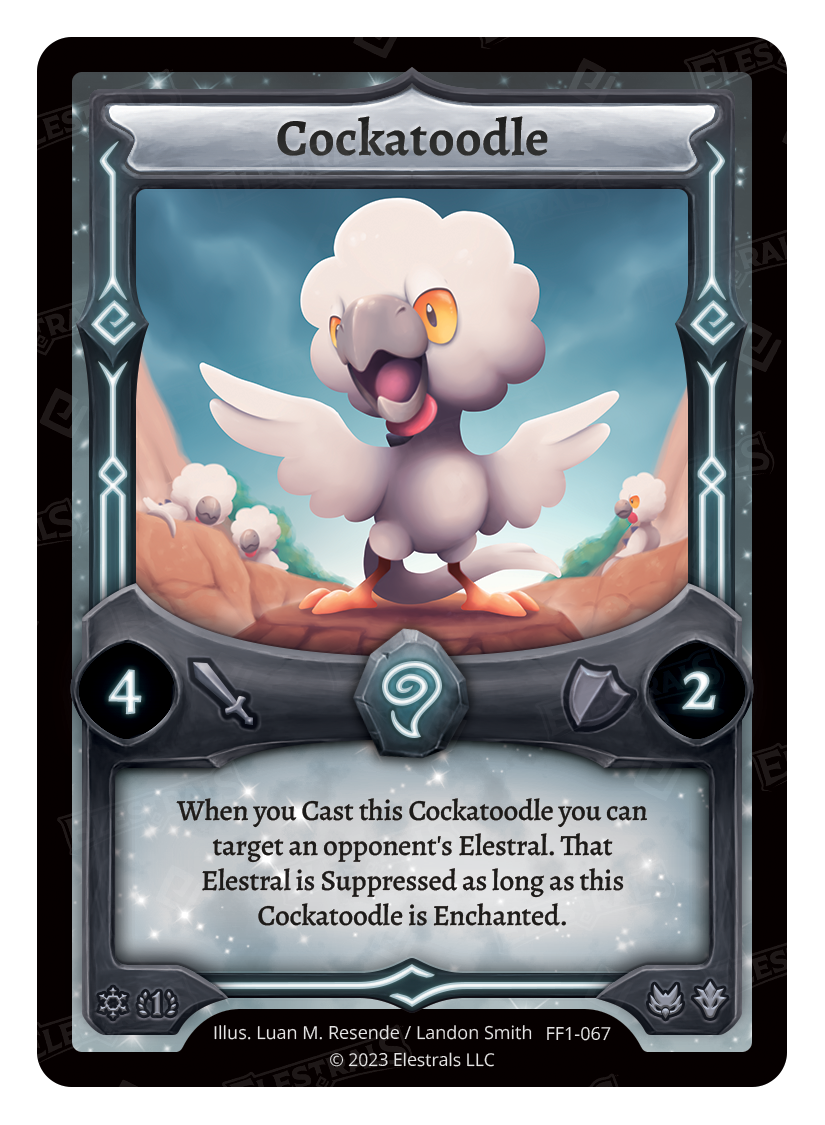 Cockatoodle
4
2
When you Cast this Cockatoodle you can
target an opponent's Elestral. That
Elestral is Suppressed as long as this
Cockatoodle is Enchanted.
1
Illus. Luan M. Resende / Landon Smith FF1-067
© 2023 Elestrals LLC